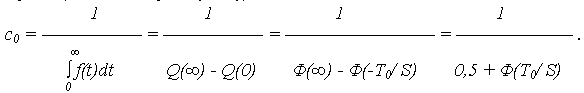 c₀ = 1 / ∫₀^∞ f(t)dt = 1 / Q(∞) - Q(0) = 1 / Φ(∞) - Φ(-T₀/ S) = 1 / 0,5 + Φ(T₀/ S) .